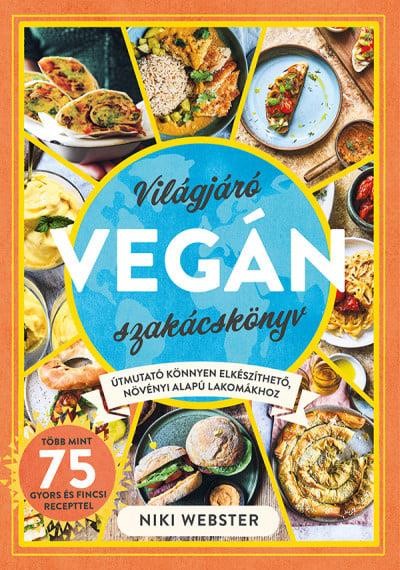 Világjáró
VEGÁN
szakácskönyv
ÚTMUTATÓ KÖNNYEN ELKÉSZÍTHETŐ,
NÖVÉNYI ALAPÚ LAKOMÁKHOZ
TÖBB MINT
75
GYORS ÉS FINCSI
RECEPTTEL
NIKI WEBSTER